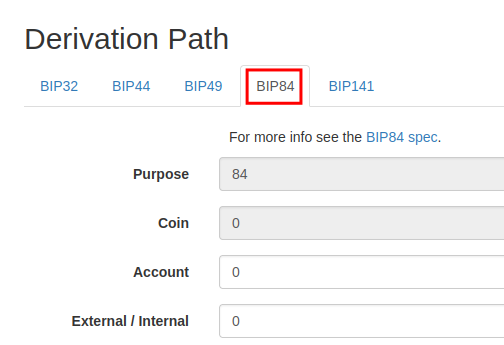 Derivation Path
BIP32 BIP44 BIP49 BIP84 BIP141
For more info see the BIP84 spec.
Purpose 84
Coin 0
Account 0
External / Internal 0